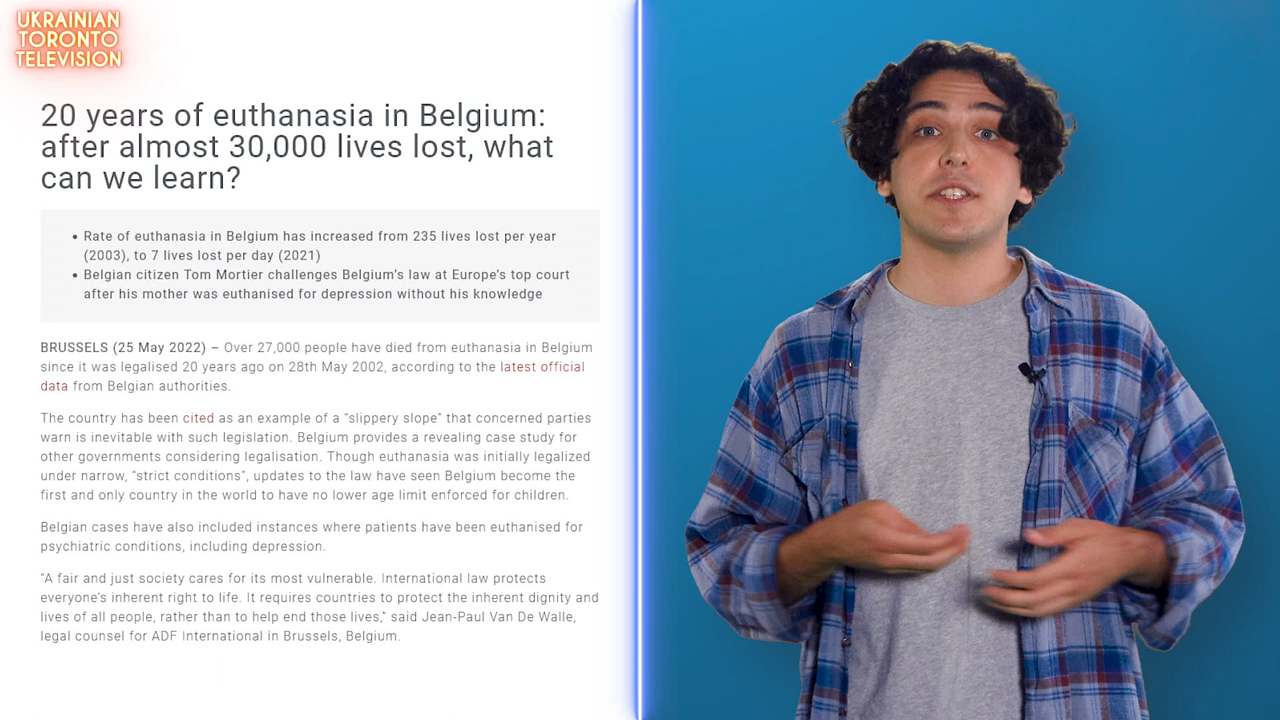 UKRAINIAN
TORONTO
TELEVISION
20 years of euthanasia in Belgium:
after almost 30,000 lives lost, what
can we learn?
• Rate of euthanasia in Belgium has increased from 235 lives lost per year
(2003), to 7 lives lost per day (2021)
• Belgian citizen Tom Mortier challenges Belgium’s law at Europe’s top court
after his mother was euthanised for depression without his knowledge
BRUSSELS (25 May 2022) – Over 27,000 people have died from euthanasia in Belgium
since it was legalised 20 years ago on 28th May 2002, according to the latest official
data from Belgian authorities.
The country has been cited as an example of a “slippery slope” that concerned parties
warn is inevitable with such legislation. Belgium provides a revealing case study for
other governments considering legalisation. Though euthanasia was initially legalized
under narrow, “strict conditions”, updates to the law have seen Belgium become the
first and only country in the world to have no lower age limit enforced for children.
Belgian cases have also included instances where patients have been euthanised for
psychiatric conditions, including depression.
“A fair and just society cares for its most vulnerable. International law protects
everyone’s inherent right to life. It requires countries to protect the inherent dignity and
lives of all people, rather than to help end those lives,” said Jean-Paul Van De Walle,
legal counsel for ADF International in Brussels, Belgium.